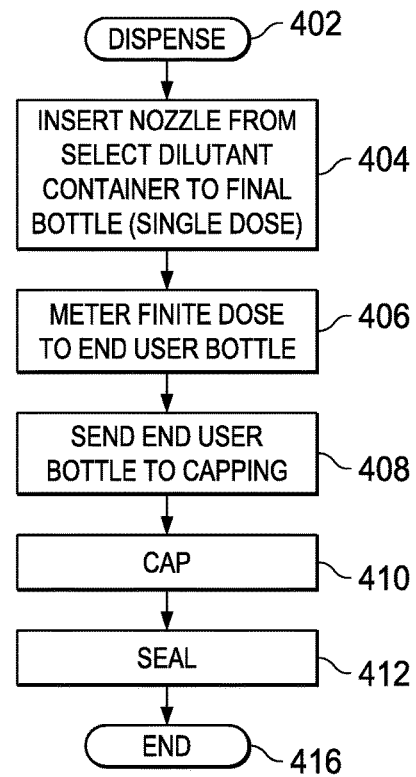 DISPENSE
402
INSERT NOZZLE FROM
SELECT DILUTANT
CONTAINER TO FINAL
BOTTLE (SINGLE DOSE)
404
METER FINITE DOSE
TO END USER BOTTLE
406
SEND END USER
BOTTLE TO CAPPING
408
CAP
410
SEAL
412
END
416